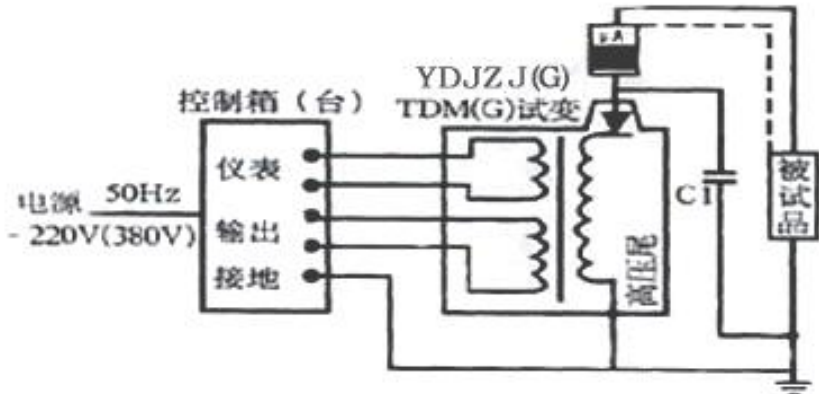 μA
YDJZJ(G)
控制箱（台）
TDM(G)试变
仪表
电源 50Hz
- 220V(380V)
输出
接地
高压尾
C1
被试品